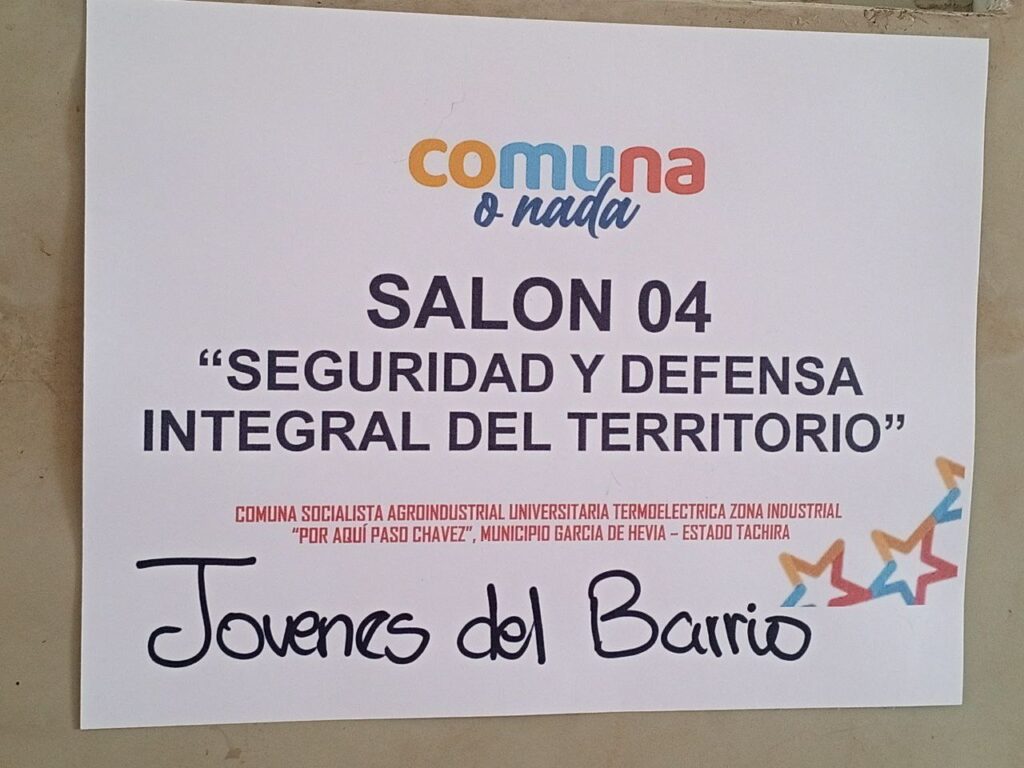 comuna
o nada
SALON 04
“SEGURIDAD Y DEFENSA
INTEGRAL DEL TERRITORIO”
COMUNA SOCIALISTA AGROINDUSTRIAL UNIVERSITARIA TERMOELECTRICA ZONA INDUSTRIAL
“POR AQUÍ PASO CHAVEZ”, MUNICIPIO GARCIA DE HEVIA – ESTADO TACHIRA
Jovenes del Barrio